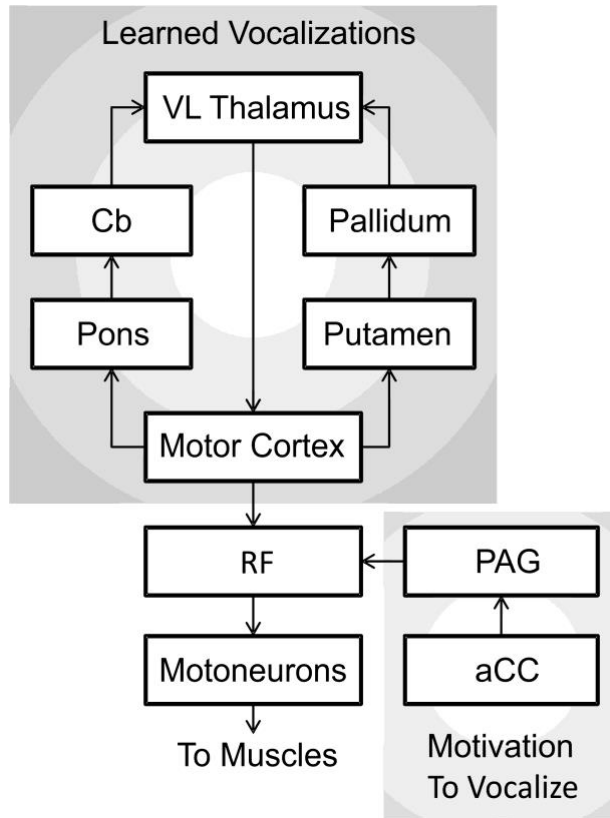 Learned Vocalizations
VL Thalamus
Cb
Pallidum
Pons
Putamen
Motor Cortex
RF
PAG
Motoneurons
aCC
To Muscles
Motivation
To Vocalize